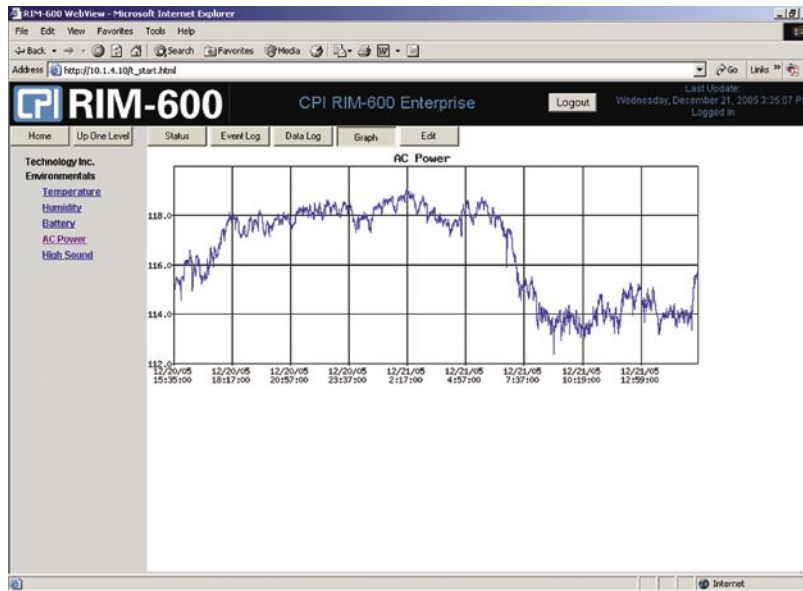 RIM-600 WebView - Microsoft Internet Explorer
File Edit View Favorites Tools Help
Back Search Favorites Media
Address http://10.1.4.10/t_start.html Go Links »
CPI RIM-600 CPI RIM-600 Enterprise Logout
Last Update:
Wednesday, December 21, 2005 3:35:07 P
Logged In
Home Up One Level Status Event Log Data Log Graph Edit
Technology Inc.
Environmentals
Temperature
Humidity
Battery
AC Power
High Sound
AC Power
118.0
116.0
114.0
112.0
12/20/05 12/20/05 12/20/05 12/20/05 12/21/05 12/21/05 12/21/05 12/21/05 12/21/05
15:35:00 18:17:00 20:57:00 23:37:00 2:17:00 4:57:00 7:37:00 10:19:00 12:59:00
Internet